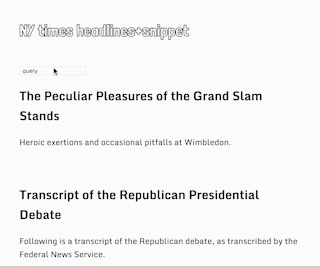 NY times headlines+snippet
query
The Peculiar Pleasures of the Grand Slam
Stands
Heroic exertions and occasional pitfalls at Wimbledon.
Transcript of the Republican Presidential
Debate
Following is a transcript of the Republican debate, as transcribed by the
Federal News Service.